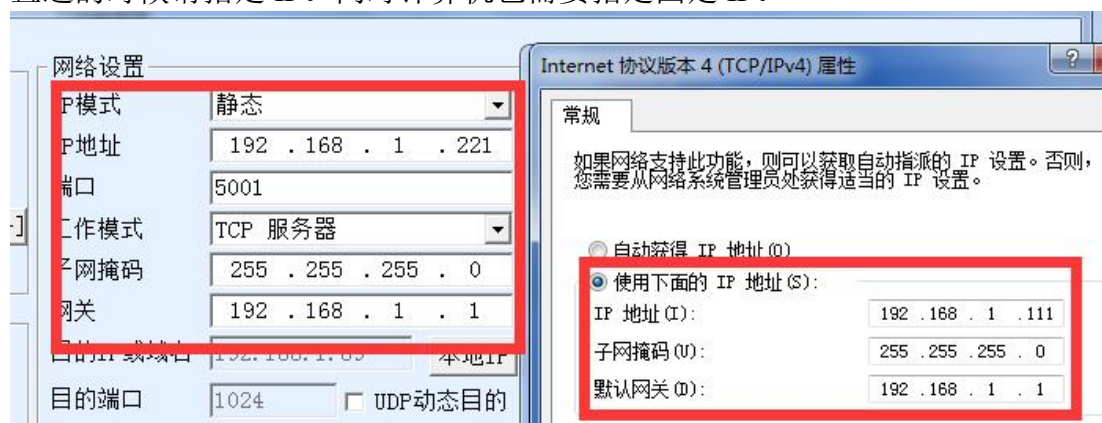 网络设置
P模式 静态
P地址 192 . 168 . 1 . 221
端口 5001
工作模式 TCP 服务器
子网掩码 255 . 255 . 255 . 0
网关 192 . 168 . 1 . 1
本地IP
目的端口 1024 UDP动态目的
Internet 协议版本 4 (TCP/IPv4) 属性
常规
如果网络支持此功能，则可以获取自动指派的 IP 设置。否则，
您需要从网络系统管理员处获得适当的 IP 设置。
自动获得 IP 地址(O)
使用下面的 IP 地址(S):
IP 地址(I): 192 .168 . 1 .111
子网掩码(U): 255 .255 .255 . 0
默认网关(D): 192 .168 . 1 . 1